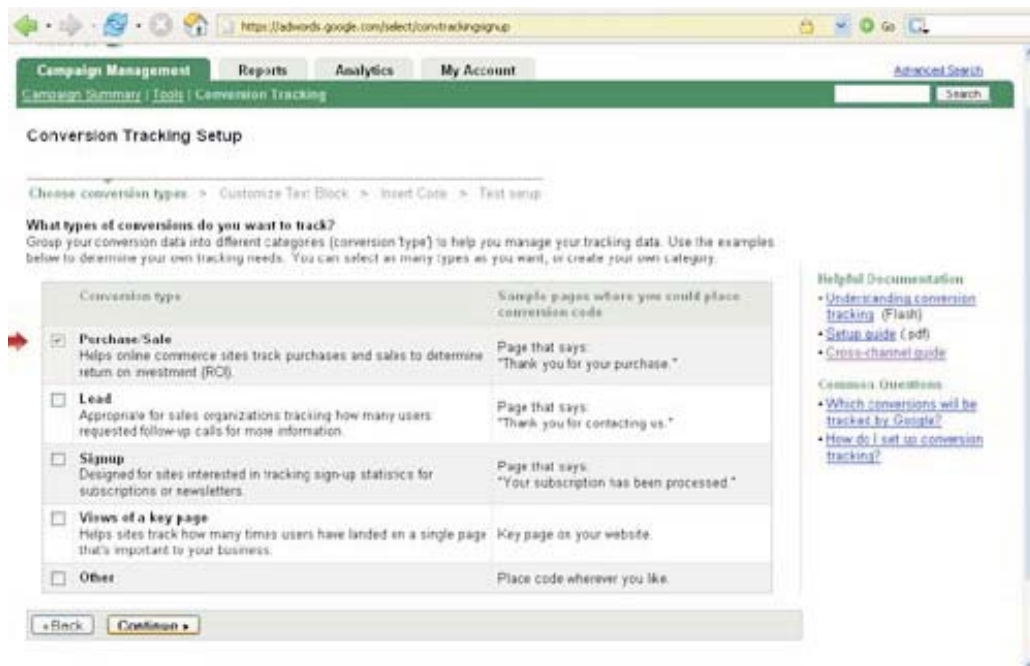 https://adwords.google.com/select/convtrackingsignup
Go
Campaign Management Reports Analytics My Account
Advanced Search
Campaign Summary | Tools | Conversion Tracking
Search
Conversion Tracking Setup
Choose conversion types > Customize Text Block > Insert Code > Test setup
What types of conversions do you want to track?
Group your conversion data into different categories (conversion 'type') to help you manage your tracking data. Use the examples
below to determine your own tracking needs. You can select as many types as you want, or create your own category.
Conversion type
Sample pages where you could place
conversion code
Purchase/Sale
Helps online commerce sites track purchases and sales to determine
return on investment (ROI).
Page that says:
"Thank you for your purchase."
Lead
Appropriate for sales organizations tracking how many users
requested follow-up calls for more information.
Page that says:
"Thank you for contacting us."
Signup
Designed for sites interested in tracking sign-up statistics for
subscriptions or newsletters.
Page that says:
"Your subscription has been processed."
Views of a key page
Helps sites track how many times users have landed on a single page
that's important to your business.
Key page on your website.
Other
Place code wherever you like.
« Back
Continue »
Helpful Documentation
• Understanding conversion
tracking (Flash)
• Setup guide (.pdf)
• Cross-channel guide
Common Questions
• Which conversions will be
tracked by Google?
• How do I set up conversion
tracking?